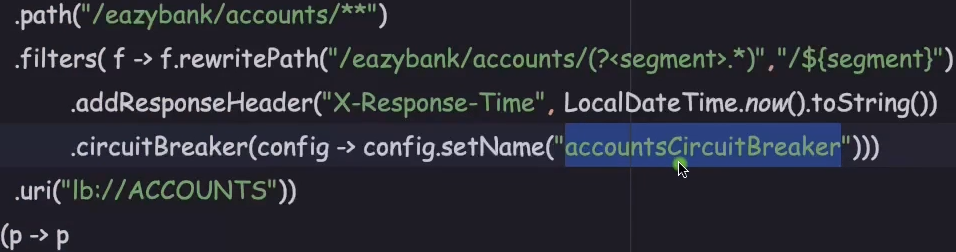 .path("/eazybank/accounts/**")
.filters( f -> f.rewritePath("/eazybank/accounts/(?<segment>.*)","/${segment}")
.addResponseHeader("X-Response-Time", LocalDateTime.now().toString())
.circuitBreaker(config -> config.setName("accountsCircuitBreaker")))
.uri("lb://ACCOUNTS"))
(p -> p